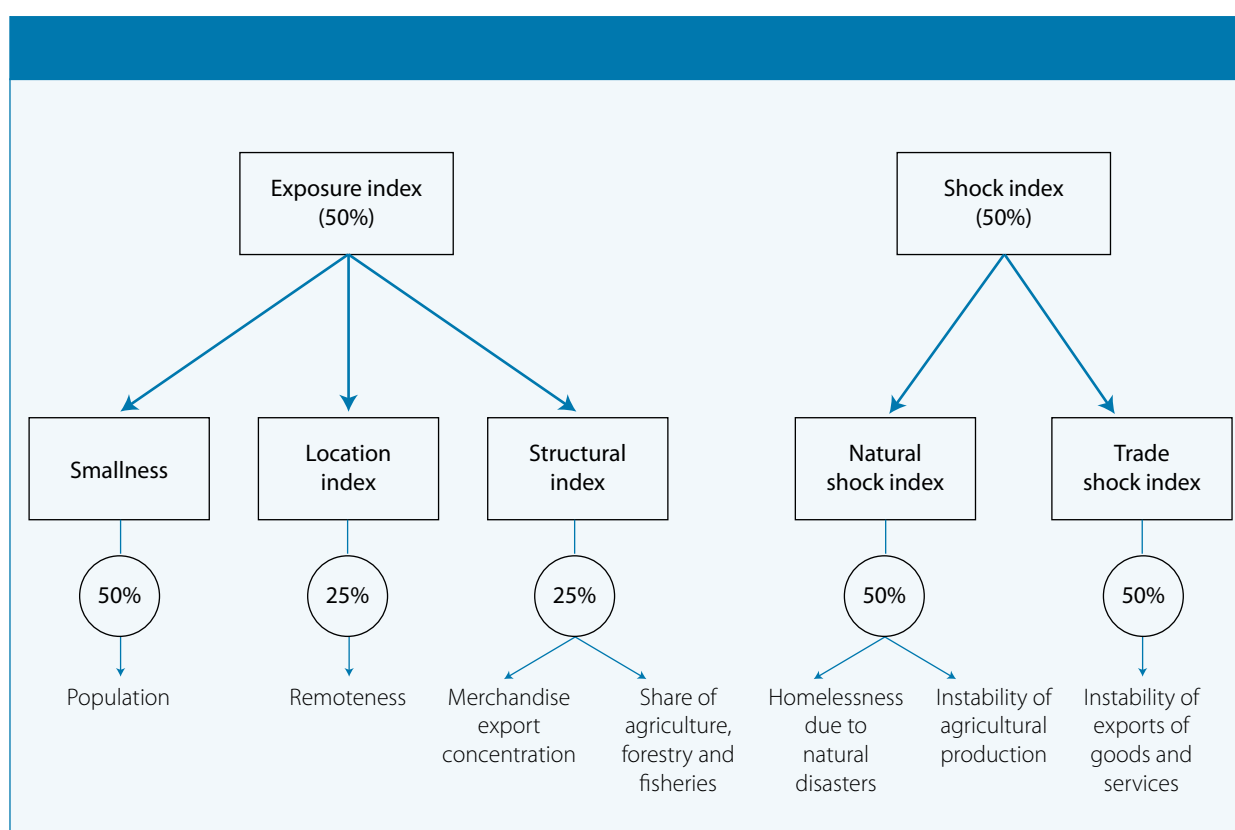 Exposure index
(50%)
Shock index
(50%)
Smallness
Location
index
Structural
index
Natural
shock index
Trade
shock index
50%
25%
25%
50%
50%
Population
Remoteness
Merchandise
export
concentration
Share of
agriculture,
forestry and
fisheries
Homelessness
due to
natural
disasters
Instability of
agricultural
production
Instability of
exports of
goods and
services